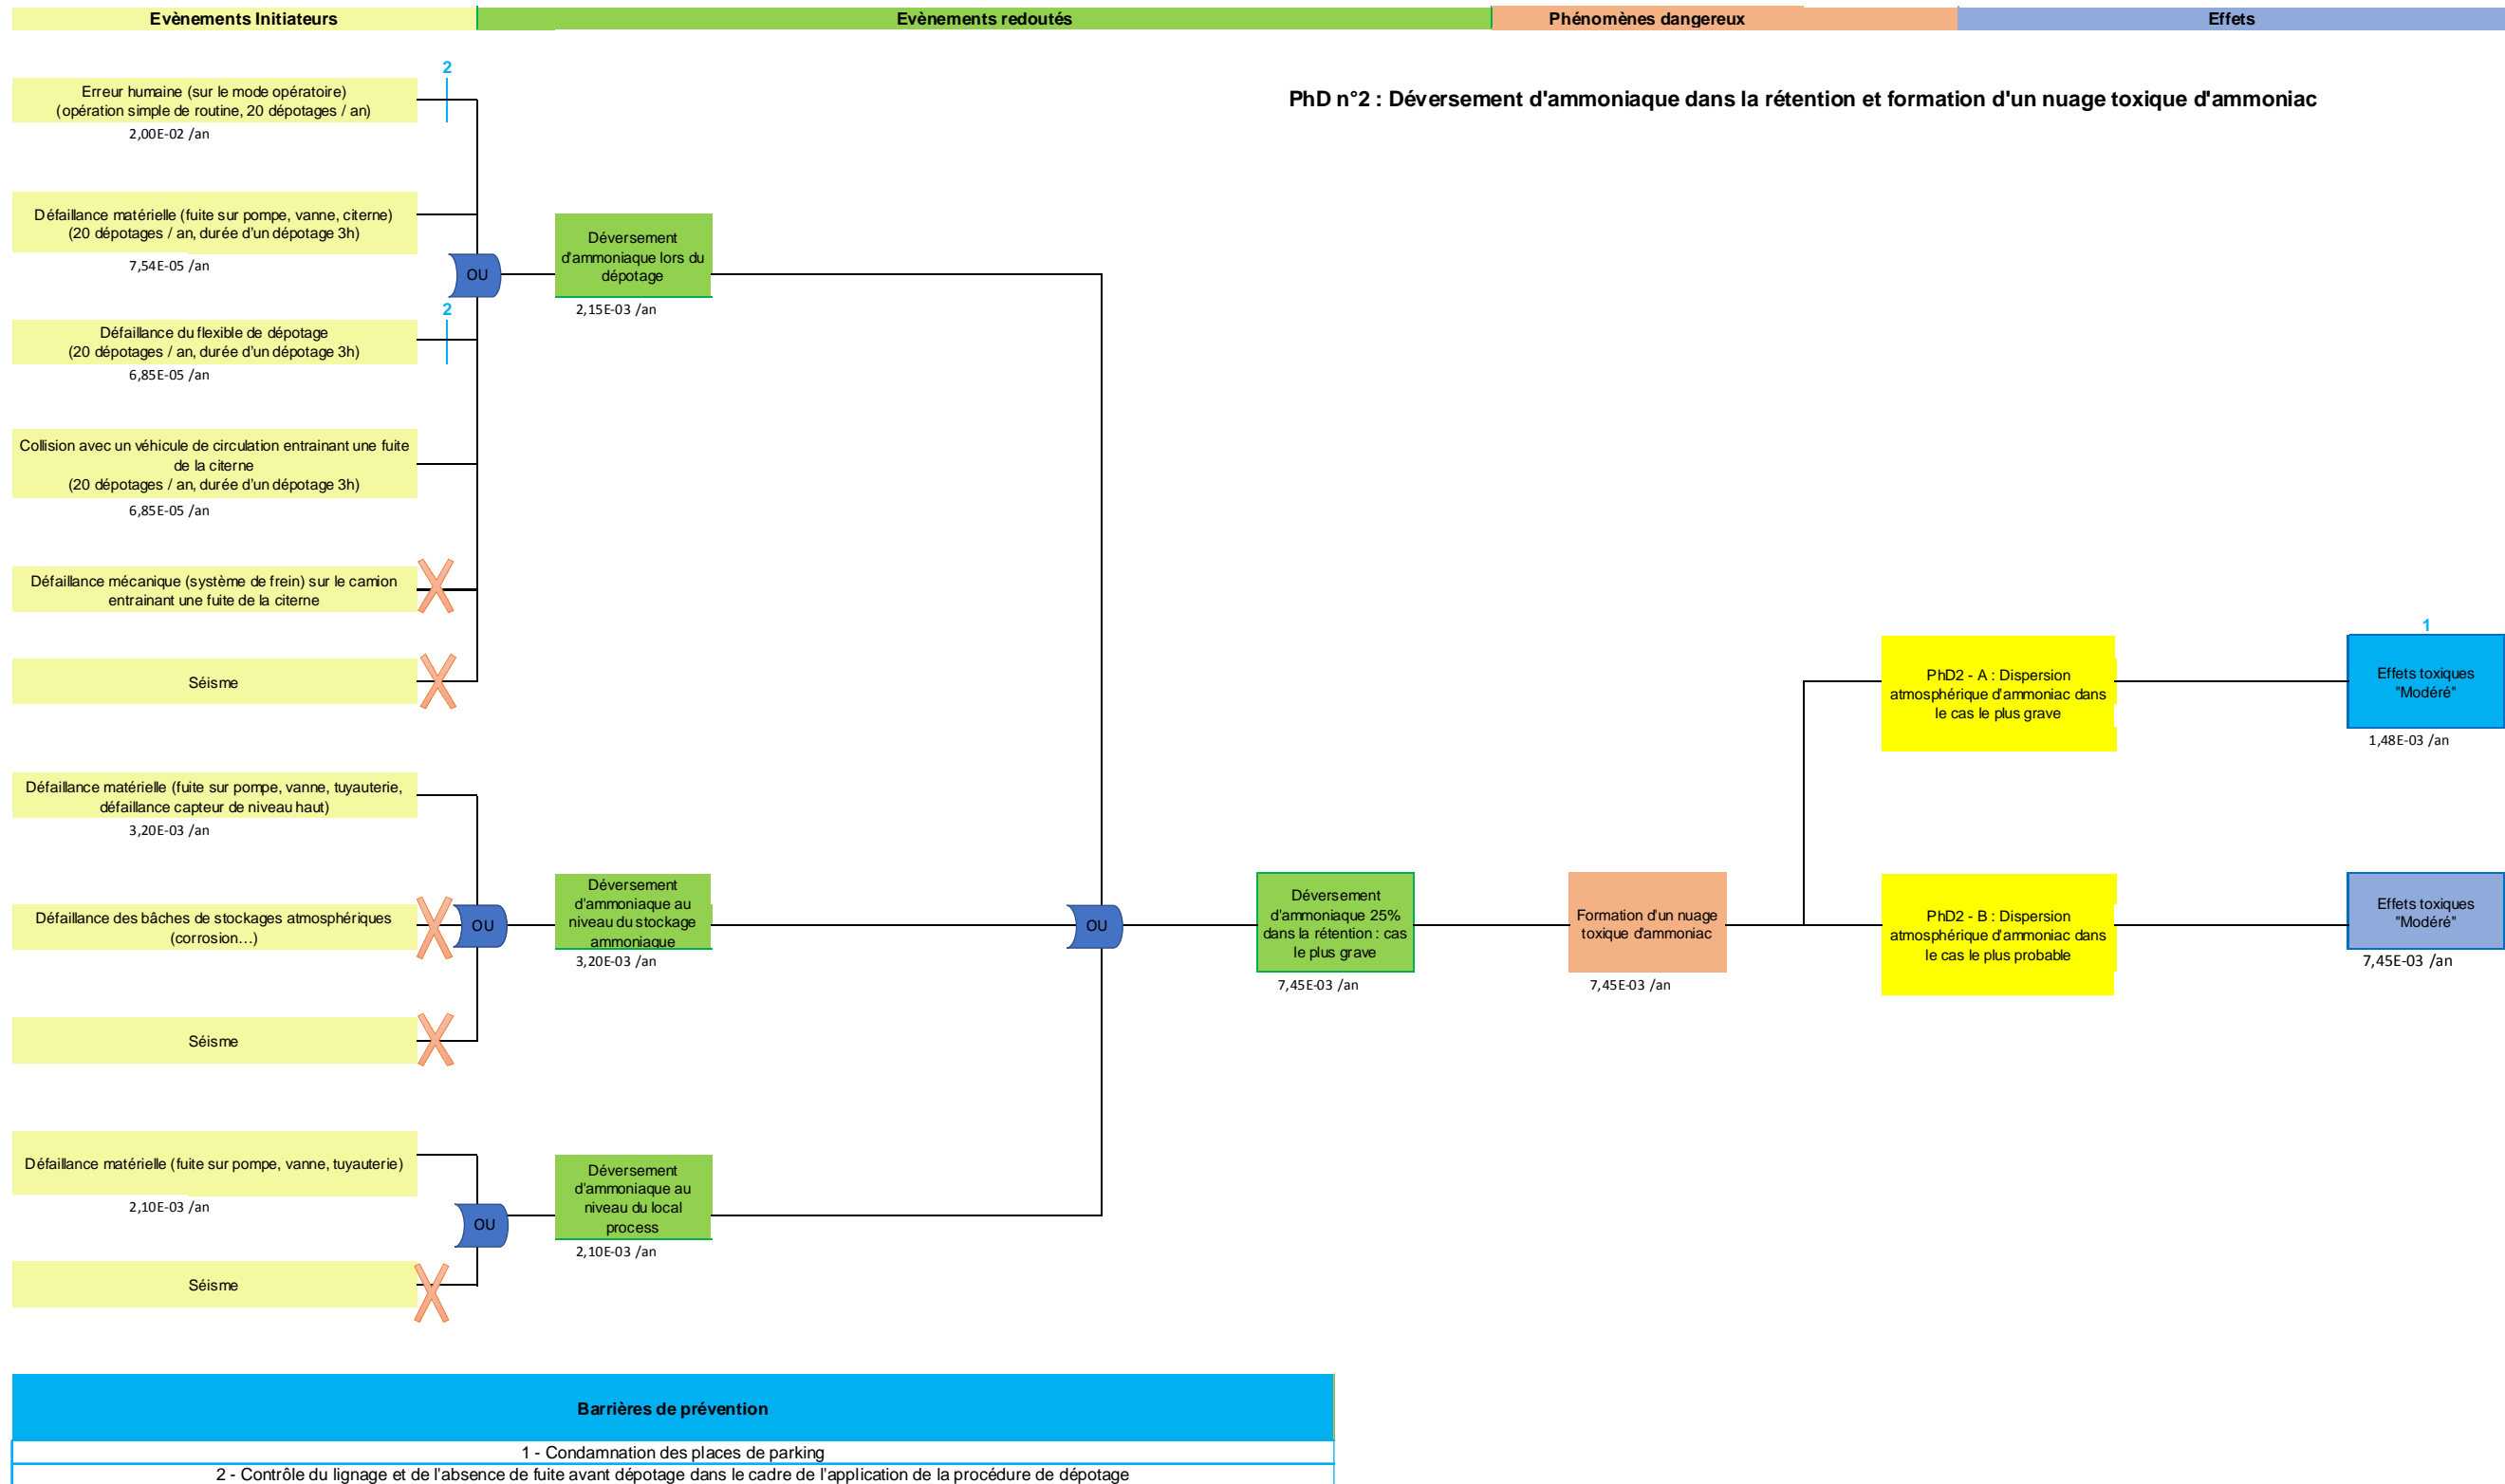 Evènements Initiateurs
Evènements redoutés
Phénomènes dangereux
Effets
PhD n°2 : Déversement d'ammoniaque dans la rétention et formation d'un nuage toxique d'ammoniac
2
Erreur humaine (sur le mode opératoire)
(opération simple de routine, 20 dépotages / an)
2,00E-02 /an
Défaillance matérielle (fuite sur pompe, vanne, citerne)
(20 dépotages / an, durée d'un dépotage 3h)
7,54E-05 /an
OU
Déversement
d'ammoniaque lors du
dépotage
2,15E-03 /an
2
Défaillance du flexible de dépotage
(20 dépotages / an, durée d'un dépotage 3h)
6,85E-05 /an
Collision avec un véhicule de circulation entrainant une fuite
de la citerne
(20 dépotages / an, durée d'un dépotage 3h)
6,85E-05 /an
Défaillance mécanique (système de frein) sur le camion
entrainant une fuite de la citerne
Séisme
Défaillance matérielle (fuite sur pompe, vanne, tuyauterie,
défaillance capteur de niveau haut)
3,20E-03 /an
Défaillance des bâches de stockages atmosphériques
(corrosion…)
OU
Déversement
d'ammoniaque au
niveau du stockage
ammoniaque
3,20E-03 /an
Séisme
Défaillance matérielle (fuite sur pompe, vanne, tuyauterie)
2,10E-03 /an
OU
Déversement
d'ammoniaque au
niveau du local
process
2,10E-03 /an
Séisme
OU
Déversement
d'ammoniaque 25%
dans la rétention : cas
le plus grave
7,45E-03 /an
Formation d'un nuage
toxique d'ammoniac
7,45E-03 /an
PhD2 - A : Dispersion
atmosphérique d'ammoniac dans
le cas le plus grave
1
Effets toxiques
"Modéré"
1,48E-03 /an
PhD2 - B : Dispersion
atmosphérique d'ammoniac dans
le cas le plus probable
Effets toxiques
"Modéré"
7,45E-03 /an
Barrières de prévention
1 - Condamnation des places de parking
2 - Contrôle du lignage et de l'absence de fuite avant dépotage dans le cadre de l'application de la procédure de dépotage